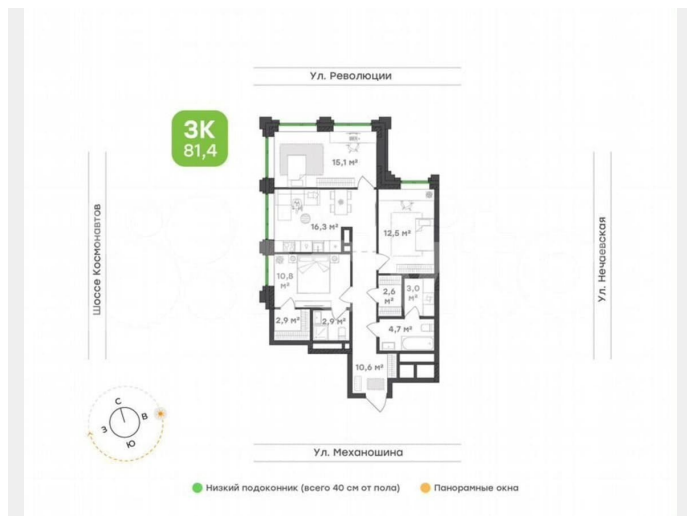 Ул. Революции
3К
81,4
15,1 м²
16,3 м²
12,5 м²
10,8
м²
2,6
м²
3,0
м²
2,9 м²
2,9 м²
4,7 м²
10,6 м²
Шоссе Космонавтов
Ул. Нечаевская
С
В
З
Ю
Ул. Механошина
Низкий подоконник (всего 40 см от пола)
Панорамные окна